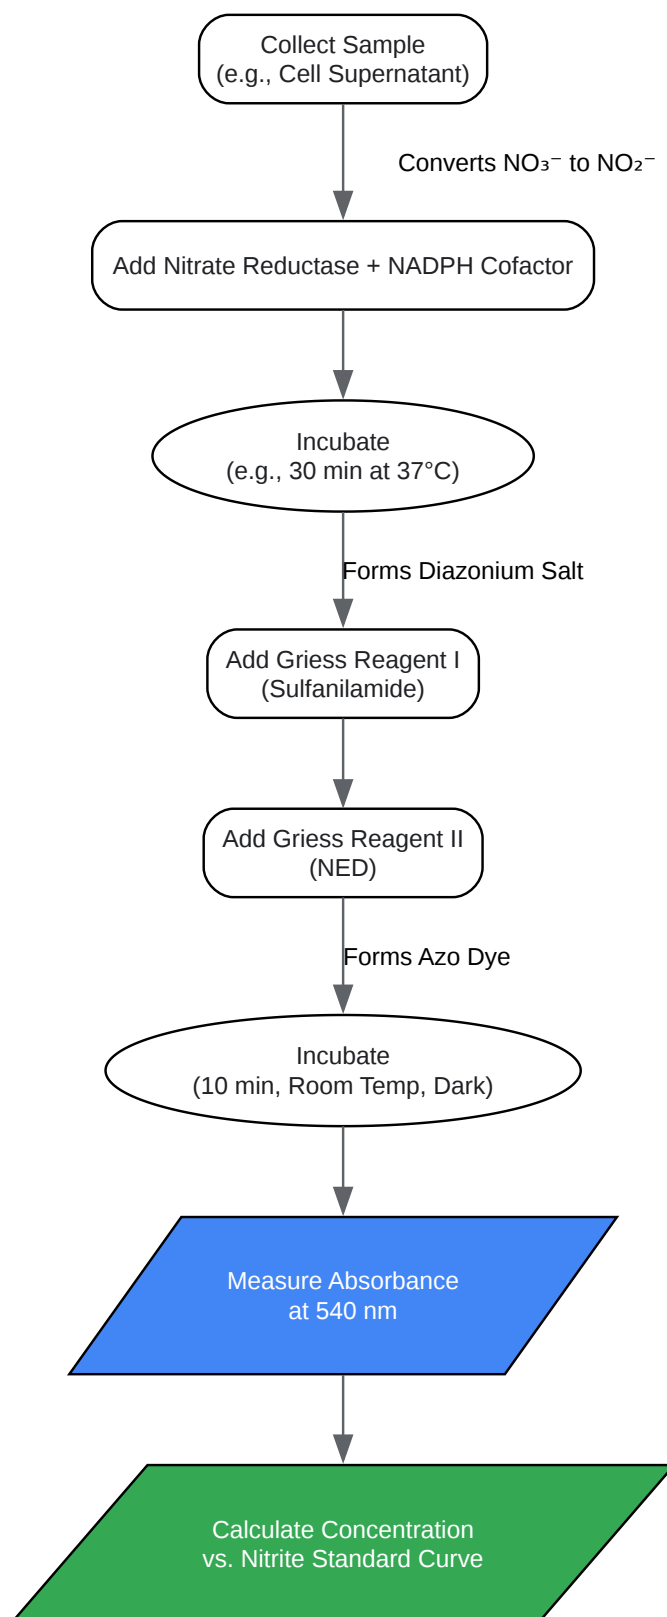 Collect Sample
(e.g., Cell Supernatant)
Converts NO₃⁻ to NO₂⁻
Add Nitrate Reductase + NADPH Cofactor
Incubate
(e.g., 30 min at 37°C)
Forms Diazonium Salt
Add Griess Reagent I
(Sulfanilamide)
Add Griess Reagent II
(NED)
Forms Azo Dye
Incubate
(10 min, Room Temp, Dark)
Measure Absorbance
at 540 nm
Calculate Concentration
vs. Nitrite Standard Curve